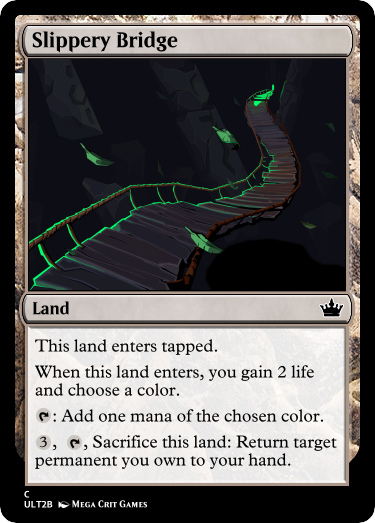 Slippery Bridge
Land
This land enters tapped.
When this land enters, you gain 2 life
and choose a color.
: Add one mana of the chosen color.
3, , Sacrifice this land: Return target
permanent you own to your hand.
C
ULT2B Mega Crit Games